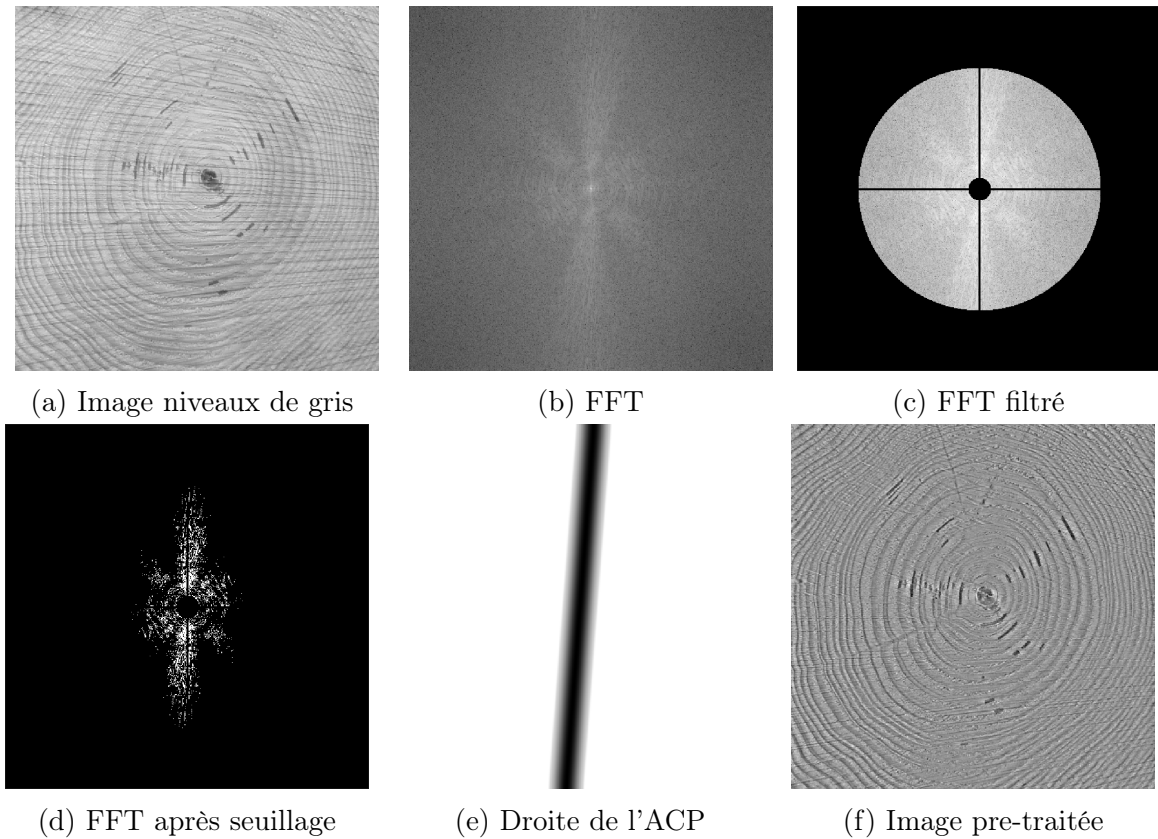 (a) Image niveaux de gris
(b) FFT
(c) FFT filtré
(d) FFT après seuillage
(e) Droite de l'ACP
(f) Image pre-traitée